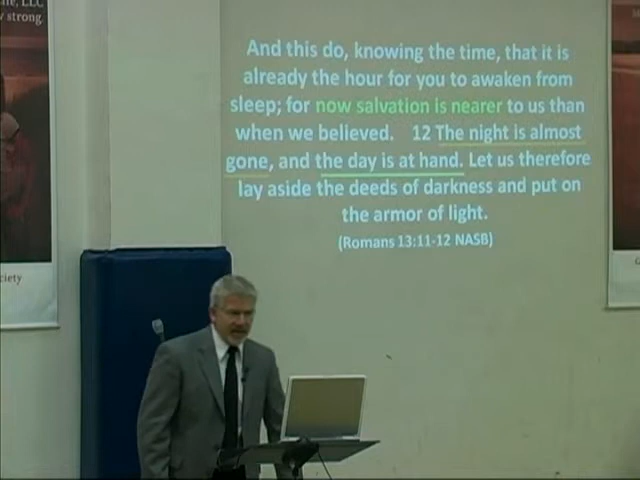 LLC
strong.
And this do, knowing the time, that it is
already the hour for you to awaken from
sleep; for now salvation is nearer to us than
when we believed. 12 The night is almost
gone, and the day is at hand. Let us therefore
lay aside the deeds of darkness and put on
the armor of light.
(Romans 13:11-12 NASB)
ciety